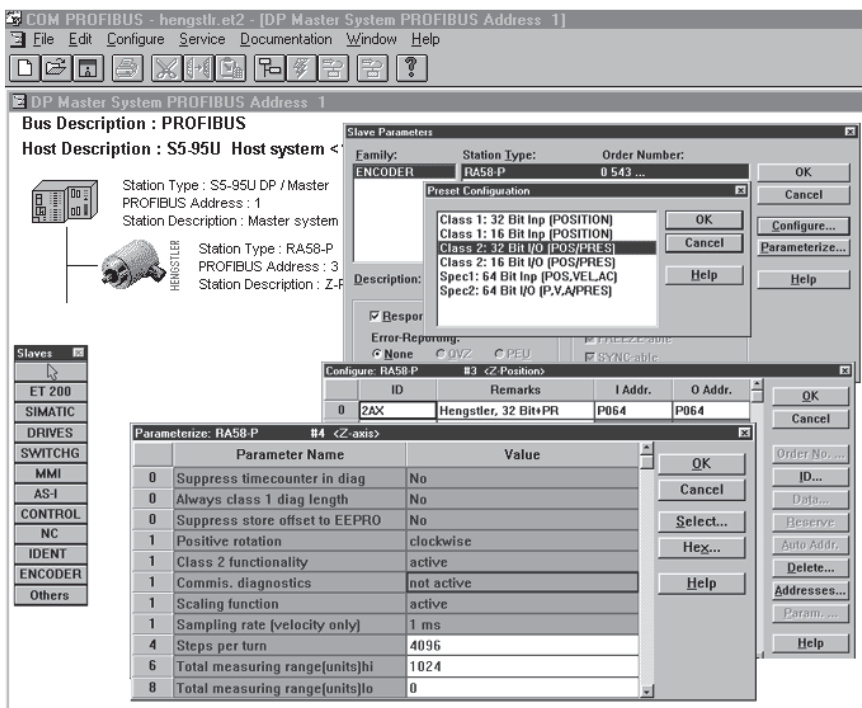 COM PROFIBUS - hengstlr.et2 - [DP Master System PROFIBUS Address 1]
File Edit Configure Service Documentation Window Help
DP Master System PROFIBUS Address 1
Bus Description : PROFIBUS
Host Description : S5-95U Host system <
Station Type : S5-95U DP / Master
PROFIBUS Address : 1
Station Description : Master system
HENGSTLER
Station Type : RA58-P
PROFIBUS Address : 3
Station Description : Z-P
Slave Parameters
Family: Station Type: Order Number:
ENCODER RA58-P 0 543 ...
OK
Cancel
Configure...
Parameterize...
Help
Description:
Respon
Error-Reporting:
None QVZ PEU
FREEZE-able
SYNC-able
Preset Configuration
Class 1: 32 Bit Inp (POSITION)
Class 1: 16 Bit Inp (POSITION)
Class 2: 32 Bit I/O (POS/PRES)
Class 2: 16 Bit I/O (POS/PRES)
Spec1: 64 Bit Inp (POS,VEL,AC)
Spec2: 64 Bit I/O (P,V,A/PRES)
OK
Cancel
Help
Slaves
ET 200
SIMATIC
DRIVES
SWITCHG
MMI
AS-I
CONTROL
NC
IDENT
ENCODER
Others
Configure: RA58-P #3 <Z-Position>
ID Remarks I Addr. O Addr.
0 2AX Hengstler, 32 Bit+PR P064 P064
OK
Cancel
Order No. ...
ID...
Data...
Reserve
Auto Addr.
Delete...
Addresses...
Param. ...
Help
Parameterize: RA58-P #4 <Z-axis>
Parameter Name Value
0 Suppress timecounter in diag No
0 Always class 1 diag length No
0 Suppress store offset to EEPRO No
1 Positive rotation clockwise
1 Class 2 functionality active
1 Commis. diagnostics not active
1 Scaling function active
1 Sampling rate (velocity only) 1 ms
4 Steps per turn 4096
6 Total measuring range(units)hi 1024
8 Total measuring range(units)lo 0
OK
Cancel
Select...
Hex...
Help